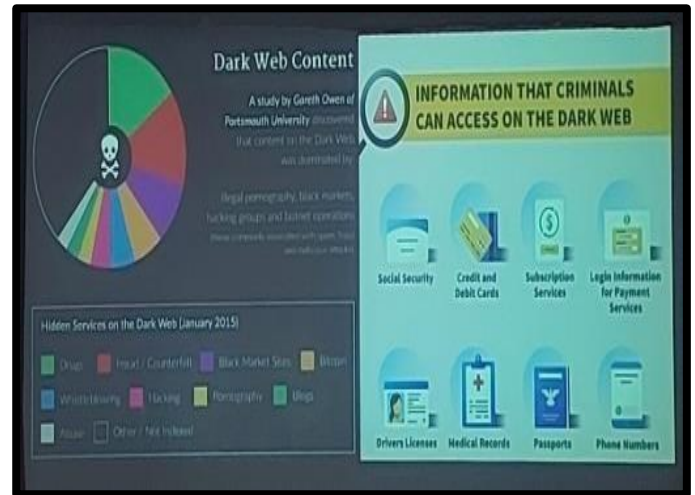 Dark Web Content
A study by Gareth Owen of
Portsmouth University discovered
that content on the Dark Web
was dominated by:
illegal pornography, black markets,
hacking groups and botnet operations
Hidden Services on the Dark Web (January 2015)
Drugs Fraud / Counterfeit Black Market Sites Bitcoin
Whistleblowing Hacking Pornography Blogs
Abuse Other / Not Indexed
INFORMATION THAT CRIMINALS
CAN ACCESS ON THE DARK WEB
Social Security
Credit and
Debit Cards
Subscription
Services
Login Information
for Payment
Services
Drivers Licenses
Medical Records
Passports
Phone Numbers